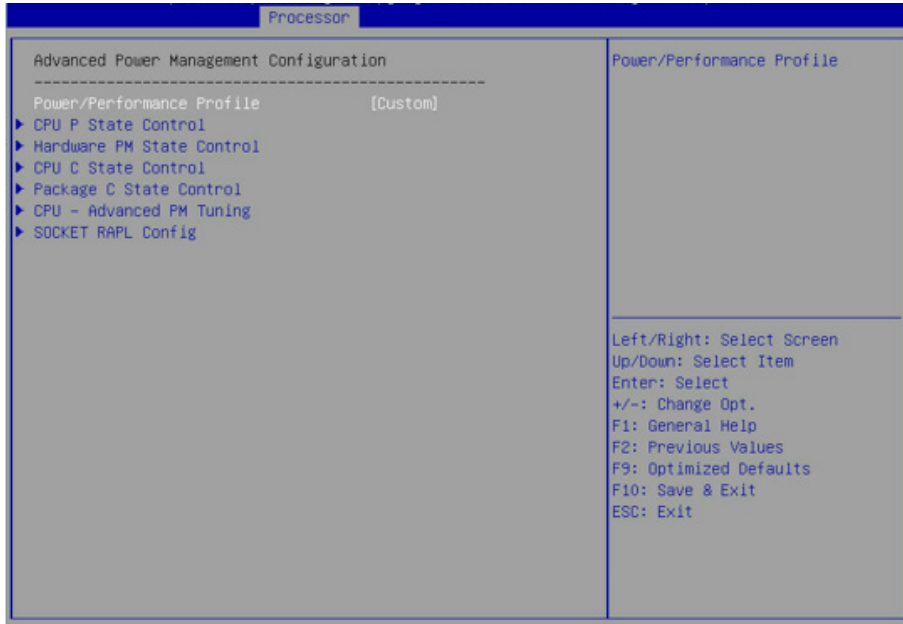 Processor
Advanced Power Management Configuration
--------------------------------------------------
Power/Performance Profile [Custom]
CPU P State Control
Hardware PM State Control
CPU C State Control
Package C State Control
CPU - Advanced PM Tuning
SOCKET RAPL Config
Power/Performance Profile
Left/Right: Select Screen
Up/Down: Select Item
Enter: Select
+/-: Change Opt.
F1: General Help
F2: Previous Values
F9: Optimized Defaults
F10: Save & Exit
ESC: Exit